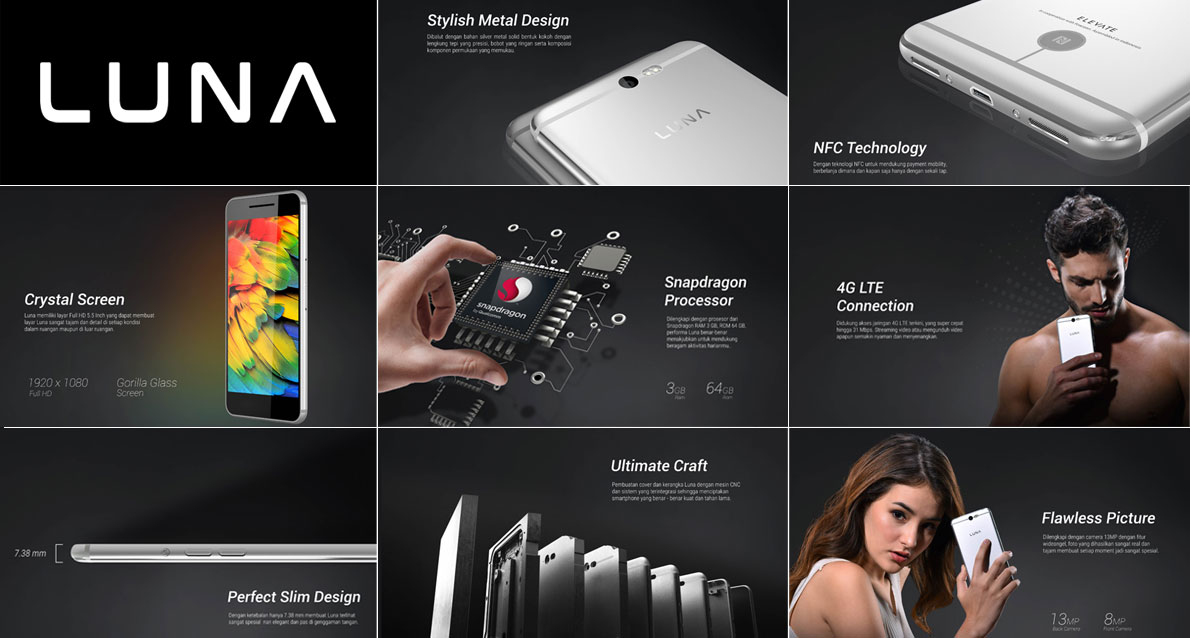 LUNA
Stylish Metal Design
Dibalut dengan bahan silver metal solid bentuk kokoh dengan
lengkung tepi yang presisi, bobot yang ringan serta komposisi
komponen permukaan yang memukau.
LUNA
ELEVATE
NFC Technology
Dengan teknologi NFC untuk mendukung payment mobility,
berbelanja dimana dan kapan saja hanya dengan sekali tap.
Crystal Screen
Luna memiliki layar Full HD 5.5 Inch yang dapat membuat
layar Luna sangat tajam dan detail di setiap kondisi
dalam ruangan maupun di luar ruangan.
1920 x 1080
Full HD
Gorilla Glass
Screen
snapdragon
by Qualcomm
Snapdragon
Processor
Dilengkapi dengan prosesor dari
Snapdragon RAM 3 GB, ROM 64 GB,
performa Luna benar-benar
menakjubkan untuk mendukung
beragam aktivitas harianmu.
3GB
Ram
64GB
Rom
4G LTE
Connection
Didukung akses jaringan 4G LTE terkini, yang super cepat
hingga 31 Mbps. Streaming video atau mengunduh video
apapun semakin nyaman dan menyenangkan.
LUNA
7.38 mm
Perfect Slim Design
Dengan ketebalan hanya 7.38 mm membuat Luna terlihat
sangat spesial dan elegant dan pas di genggaman tangan.
Ultimate Craft
Pembuatan cover dan kerangka Luna dengan mesin CNC
dan sistem yang terintegrasi sehingga menciptakan
smartphone yang benar - benar kuat dan tahan lama.
Flawless Picture
Dilengkapi dengan camera 13MP dengan fitur
wideangel, foto yang dihasilkan sangat real dan
tajam membuat setiap moment jadi sangat spesial.
LUNA
13MP
Back Camera
8MP
Front Camera